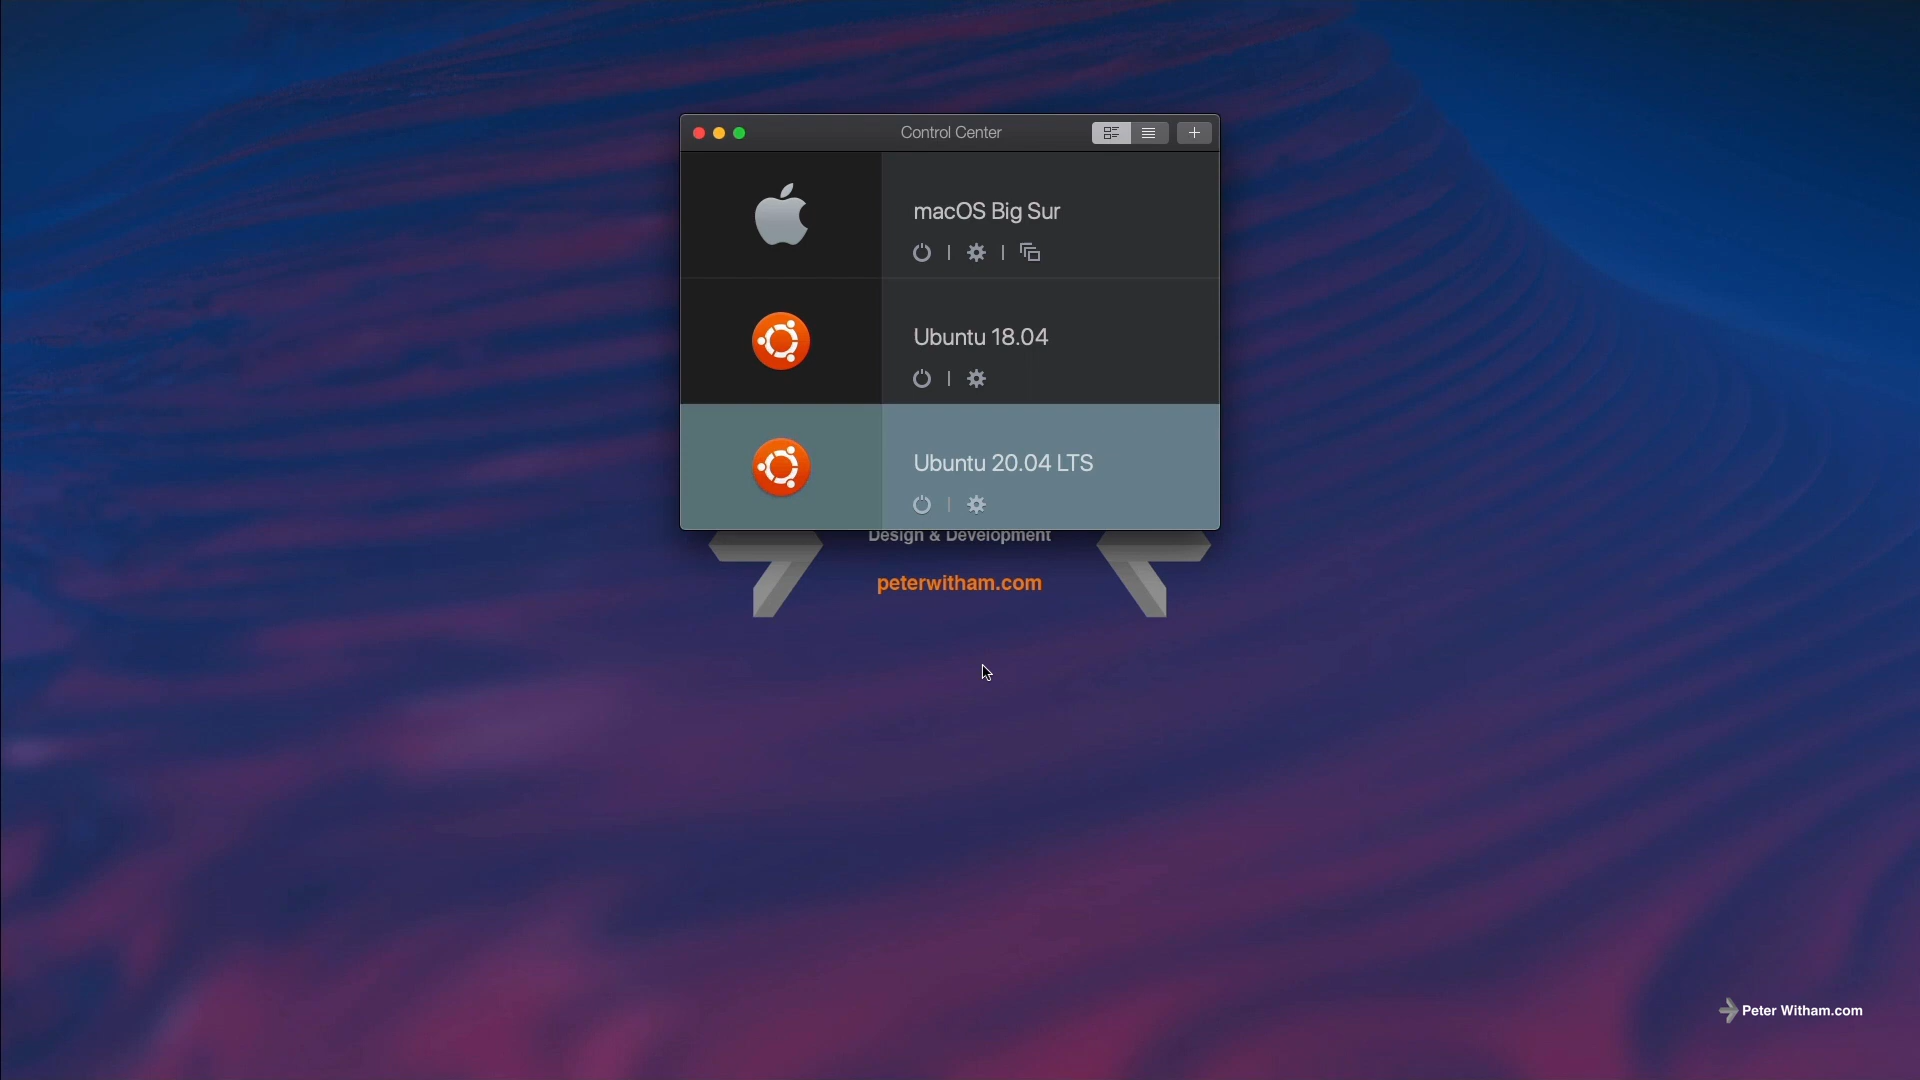 Control Center
macOS Big Sur
Ubuntu 18.04
Ubuntu 20.04 LTS
Design & Development
peterwitham.com
Peter Witham.com